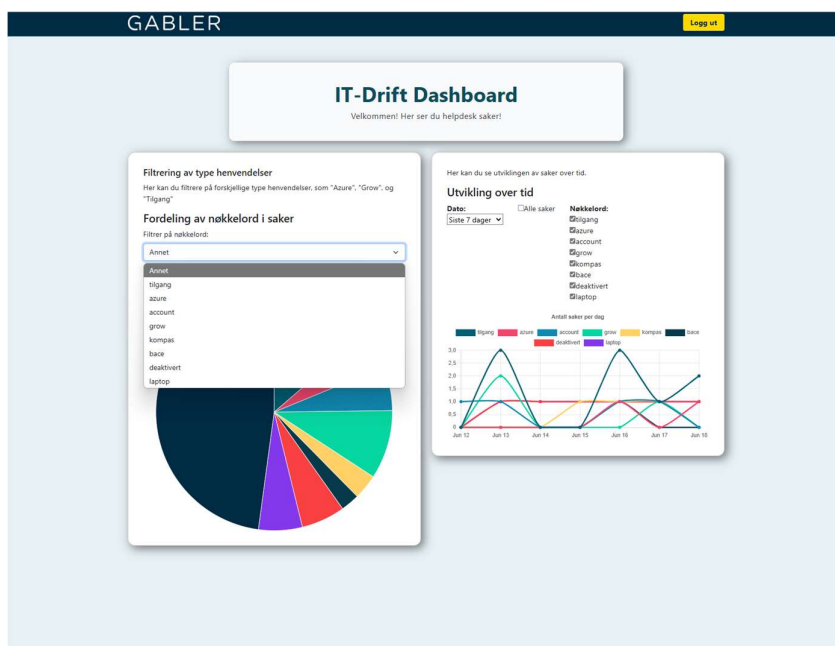 GABLER
Logg ut
IT-Drift Dashboard
Velkommen! Her ser du helpdesk saker!
Filtrering av type henvendelser
Her kan du filtrere på forskjellige type henvendelser, som "Azure", "Grow", og
"Tilgang"
Fordeling av nøkkelord i saker
Filtrer på nøkkelord:
Annet
Annet
tilgang
azure
account
grow
kompas
bace
deaktivert
laptop
Her kan du se utviklingen av saker over tid.
Utvikling over tid
Dato:
Siste 7 dager
Alle saker
Nøkkelord:
tilgang
azure
account
grow
kompas
bace
deaktivert
laptop
Antall saker per dag
tilgang azure account grow kompas bace
deaktivert laptop
3,0
2,5
2,0
1,5
1,0
0,5
0
Jun 12 Jun 13 Jun 14 Jun 15 Jun 16 Jun 17 Jun 18